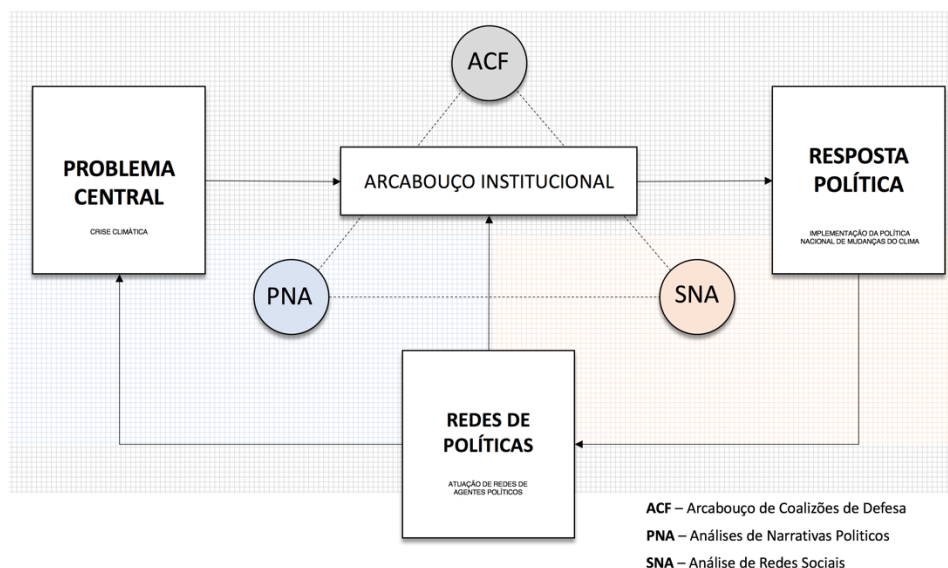 ACF
PROBLEMA
CENTRAL
CRISE CLIMÁTICA
ARCABOUÇO INSTITUCIONAL
RESPOSTA
POLÍTICA
IMPLEMENTAÇÃO DA POLÍTICA
NACIONAL DE MUDANÇAS DO CLIMA
PNA
SNA
REDES DE
POLÍTICAS
ATUAÇÃO DE REDES DE
AGENTES POLÍTICOS
ACF – Arcabouço de Coalizões de Defesa
PNA – Análises de Narrativas Politicos
SNA – Análise de Redes Sociais